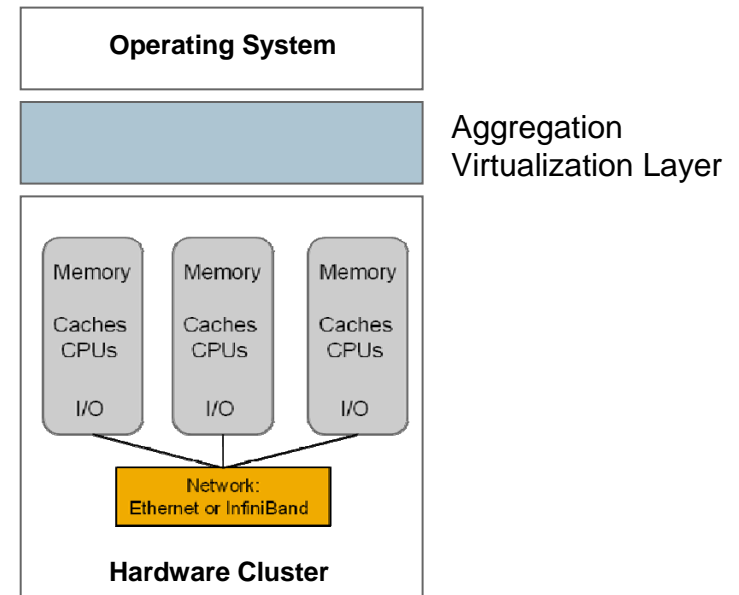 Operating System
Aggregation
Virtualization Layer
Memory
Caches
CPUs
I/O
Memory
Caches
CPUs
I/O
Memory
Caches
CPUs
I/O
Network:
Ethernet or InfiniBand
Hardware Cluster